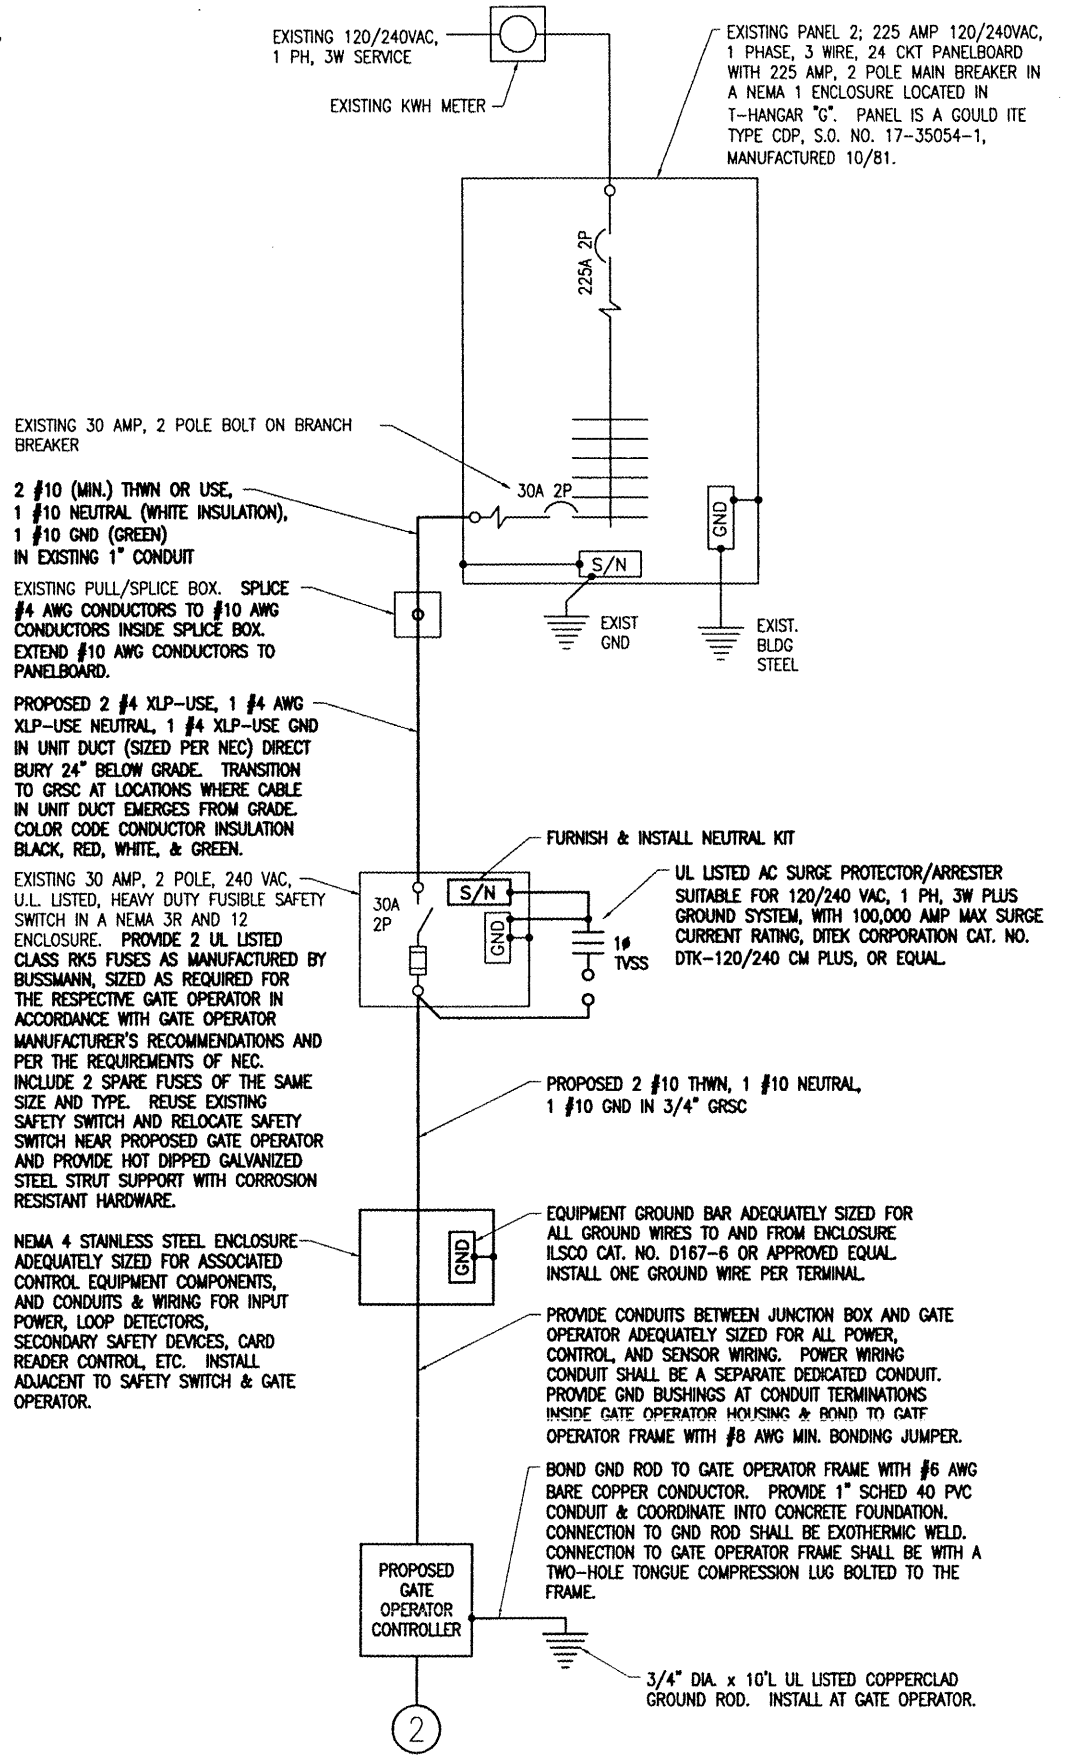 EXISTING 120/240VAC,
1 PH, 3W SERVICE
EXISTING KWH METER
EXISTING PANEL 2; 225 AMP 120/240VAC,
1 PHASE, 3 WIRE, 24 CKT PANELBOARD
WITH 225 AMP, 2 POLE MAIN BREAKER IN
A NEMA 1 ENCLOSURE LOCATED IN
T-HANGAR "G". PANEL IS A GOULD ITE
TYPE CDP, S.O. NO. 17-35054-1,
MANUFACTURED 10/81.
225A 2P
EXISTING 30 AMP, 2 POLE BOLT ON BRANCH
BREAKER
30A 2P
GND
S/N
EXIST
GND
EXIST.
BLDG
STEEL
2 #10 (MIN.) THWN OR USE,
1 #10 NEUTRAL (WHITE INSULATION),
1 #10 GND (GREEN)
IN EXISTING 1" CONDUIT
EXISTING PULL/SPLICE BOX. SPLICE
#4 AWG CONDUCTORS TO #10 AWG
CONDUCTORS INSIDE SPLICE BOX.
EXTEND #10 AWG CONDUCTORS TO
PANELBOARD.
PROPOSED 2 #4 XLP-USE, 1 #4 AWG
XLP-USE NEUTRAL, 1 #4 XLP-USE GND
IN UNIT DUCT (SIZED PER NEC) DIRECT
BURY 24" BELOW GRADE. TRANSITION
TO GRSC AT LOCATIONS WHERE CABLE
IN UNIT DUCT EMERGES FROM GRADE.
COLOR CODE CONDUCTOR INSULATION
BLACK, RED, WHITE, & GREEN.
EXISTING 30 AMP, 2 POLE, 240 VAC,
U.L. LISTED, HEAVY DUTY FUSIBLE SAFETY
SWITCH IN A NEMA 3R AND 12
ENCLOSURE. PROVIDE 2 UL LISTED
CLASS RK5 FUSES AS MANUFACTURED BY
BUSSMANN, SIZED AS REQUIRED FOR
THE RESPECTIVE GATE OPERATOR IN
ACCORDANCE WITH GATE OPERATOR
MANUFACTURER'S RECOMMENDATIONS AND
PER THE REQUIREMENTS OF NEC.
INCLUDE 2 SPARE FUSES OF THE SAME
SIZE AND TYPE. REUSE EXISTING
SAFETY SWITCH AND RELOCATE SAFETY
SWITCH NEAR PROPOSED GATE OPERATOR
AND PROVIDE HOT DIPPED GALVANIZED
STEEL STRUT SUPPORT WITH CORROSION
RESISTANT HARDWARE.
30A
2P
S/N
GND
1ø
TVSS
FURNISH & INSTALL NEUTRAL KIT
UL LISTED AC SURGE PROTECTOR/ARRESTER
SUITABLE FOR 120/240 VAC, 1 PH, 3W PLUS
GROUND SYSTEM, WITH 100,000 AMP MAX SURGE
CURRENT RATING, DITEK CORPORATION CAT. NO.
DTK-120/240 CM PLUS, OR EQUAL
PROPOSED 2 #10 THWN, 1 #10 NEUTRAL,
1 #10 GND IN 3/4" GRSC
NEMA 4 STAINLESS STEEL ENCLOSURE
ADEQUATELY SIZED FOR ASSOCIATED
CONTROL EQUIPMENT COMPONENTS,
AND CONDUITS & WIRING FOR INPUT
POWER, LOOP DETECTORS,
SECONDARY SAFETY DEVICES, CARD
READER CONTROL, ETC. INSTALL
ADJACENT TO SAFETY SWITCH & GATE
OPERATOR.
GND
EQUIPMENT GROUND BAR ADEQUATELY SIZED FOR
ALL GROUND WIRES TO AND FROM ENCLOSURE
ILSCO CAT. NO. D167-6 OR APPROVED EQUAL
INSTALL ONE GROUND WIRE PER TERMINAL
PROVIDE CONDUITS BETWEEN JUNCTION BOX AND GATE
OPERATOR ADEQUATELY SIZED FOR ALL POWER,
CONTROL, AND SENSOR WIRING. POWER WIRING
CONDUIT SHALL BE A SEPARATE DEDICATED CONDUIT.
PROVIDE GND BUSHINGS AT CONDUIT TERMINATIONS
INSIDE GATE OPERATOR HOUSING & BOND TO GATE
OPERATOR FRAME WITH #8 AWG MIN. BONDING JUMPER.
BOND GND ROD TO GATE OPERATOR FRAME WITH #6 AWG
BARE COPPER CONDUCTOR. PROVIDE 1" SCHED 40 PVC
CONDUIT & COORDINATE INTO CONCRETE FOUNDATION.
CONNECTION TO GND ROD SHALL BE EXOTHERMIC WELD.
CONNECTION TO GATE OPERATOR FRAME SHALL BE WITH A
TWO-HOLE TONGUE COMPRESSION LUG BOLTED TO THE
FRAME.
PROPOSED
GATE
OPERATOR
CONTROLLER
3/4" DIA. x 10'L UL LISTED COPPERCLAD
GROUND ROD. INSTALL AT GATE OPERATOR.
2